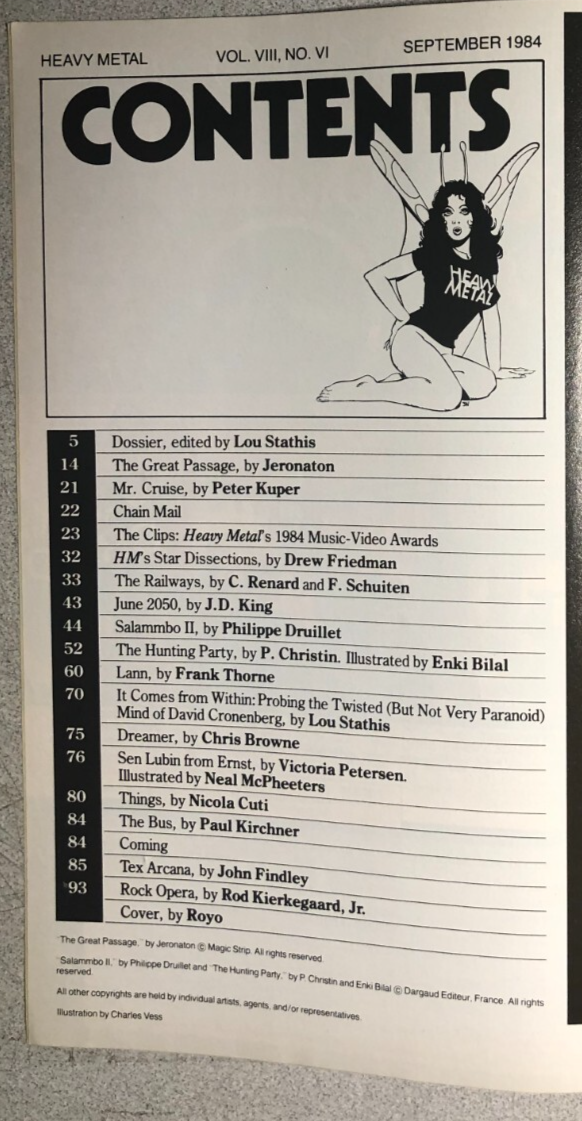 HEAVY METAL VOL. VIII, NO. VI SEPTEMBER 1984
CONTENTS
HEAVY
METAL
5 Dossier, edited by Lou Stathis
14 The Great Passage, by Jeronaton
21 Mr. Cruise, by Peter Kuper
22 Chain Mail
23 The Clips: Heavy Metal's 1984 Music-Video Awards
32 HM's Star Dissections, by Drew Friedman
33 The Railways, by C. Renard and F. Schuiten
43 June 2050, by J.D. King
44 Salammbo II, by Philippe Druillet
52 The Hunting Party, by P. Christin. Illustrated by Enki Bilal
60 Lann, by Frank Thorne
70 It Comes from Within: Probing the Twisted (But Not Very Paranoid)
Mind of David Cronenberg, by Lou Stathis
75 Dreamer, by Chris Browne
76 Sen Lubin from Ernst, by Victoria Petersen.
Illustrated by Neal McPheeters
80 Things, by Nicola Cuti
84 The Bus, by Paul Kirchner
84 Coming
85 Tex Arcana, by John Findley
93 Rock Opera, by Rod Kierkegaard, Jr.
Cover, by Royo
"The Great Passage," by Jeronaton © Magic Strip. All rights reserved.
"Salammbo II," by Philippe Druillet and "The Hunting Party," by P. Christin and Enki Bilal © Dargaud Editeur, France. All rights
reserved.
All other copyrights are held by individual artists, agents, and/or representatives.
Illustration by Charles Vess